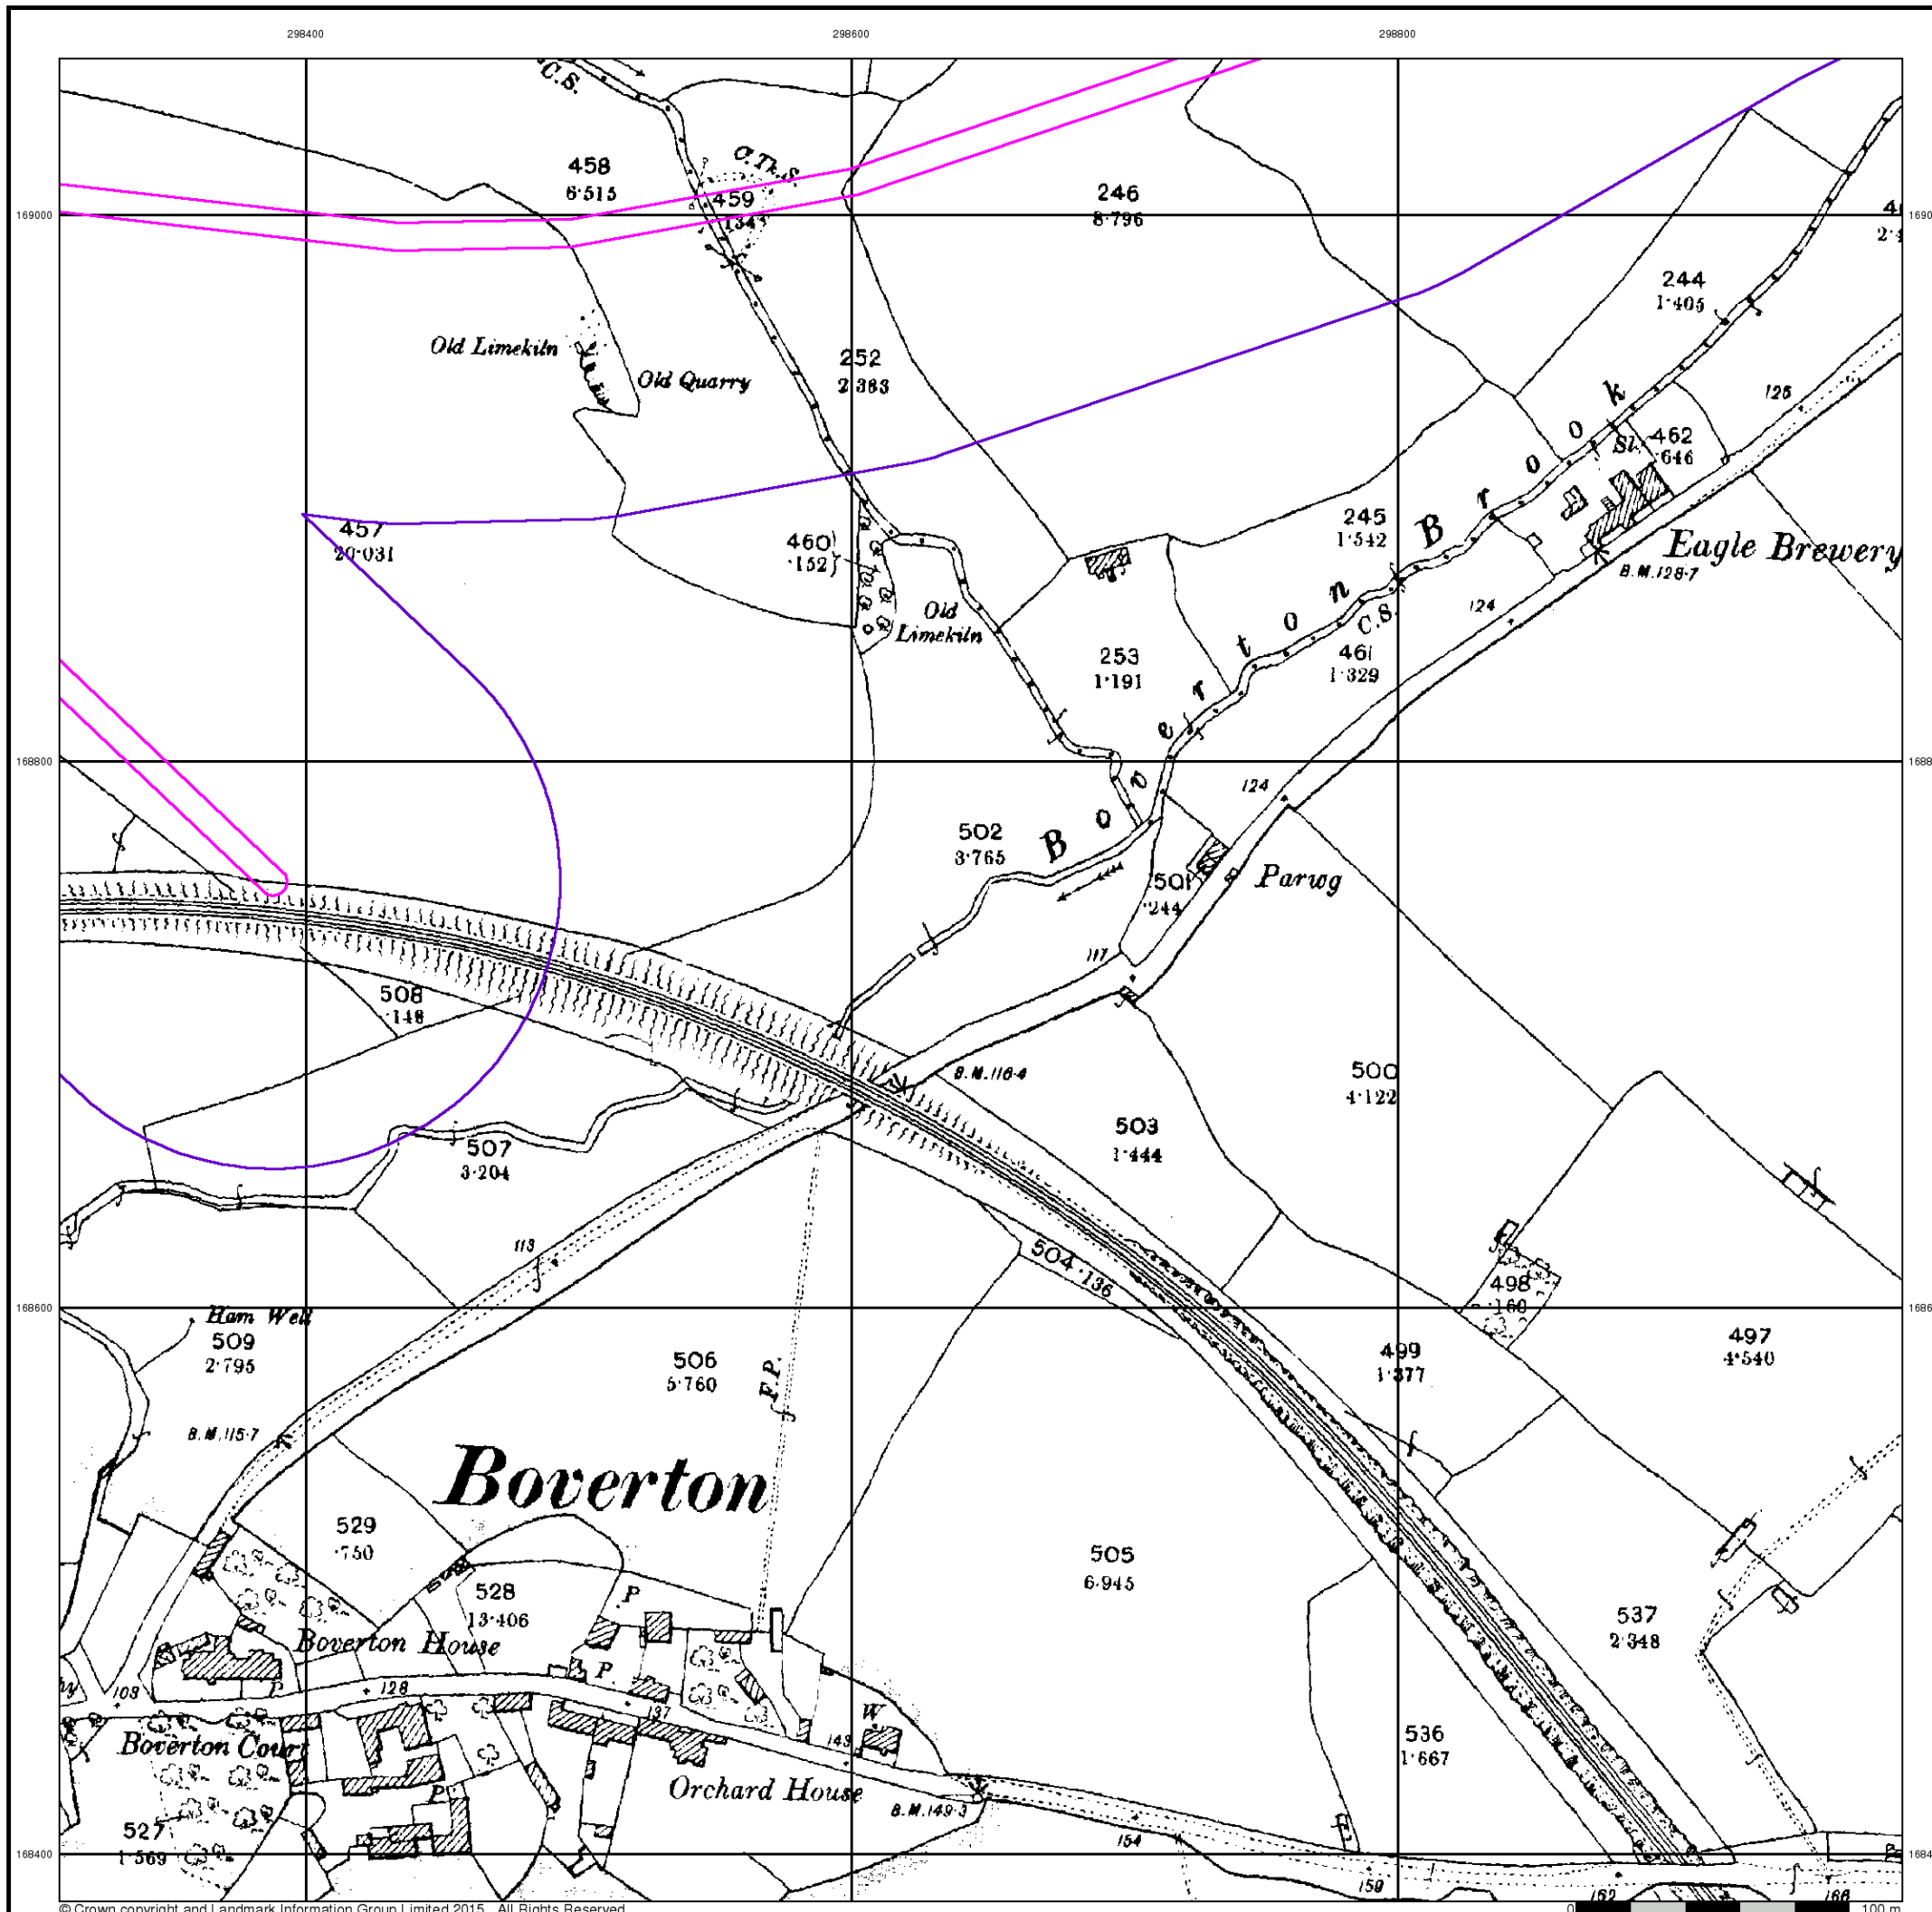 298400 298600 298800
C.S.
458
6·515
459
·134
246
8·796
169000
244
1·405
Old Limekiln
Old Quarry
252
2·383
125
Sl.
462
·646
457
20·031
460
·152
245
1·542
Eagle Brewery
B.M.128·7
124
Old
Limekiln
C.S.
461
1·329
253
1·191
Boverton Brook
168800
124
502
3·765
Parwg
501
·244
117
508
·148
B.M.116·4
500
4·122
503
1·444
507
3·204
113
504·136
498
·160
168600
Ham Well
509
2·795
506
5·760
F.P.
499
1·377
497
4·540
B.M.115·7
Boverton
529
·750
505
6·945
528
13·406
P
537
2·348
Boverton House
P
P
103
128
137
W
143
536
1·667
Boverton Court
P
Orchard House
B.M.149·3
527
1·569
154
168400
159
162
166
© Crown copyright and Landmark Information Group Limited 2015. All Rights Reserved.
0 100 m